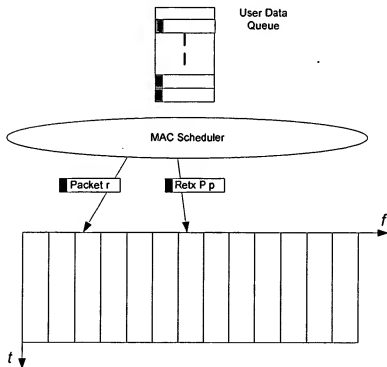 User Data
Queue
MAC Scheduler
Packet r
Retx P p
f
t